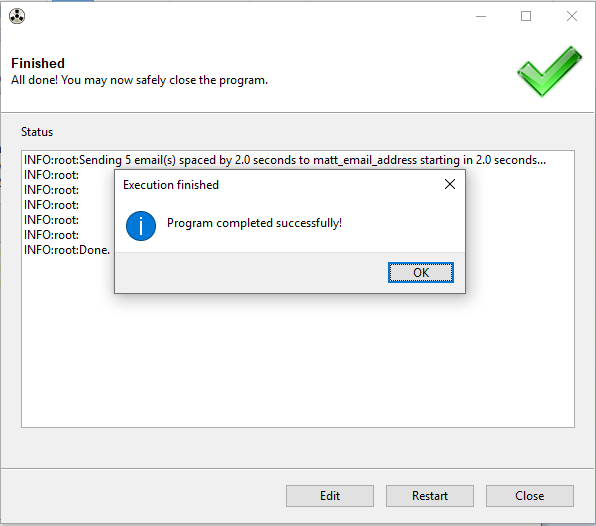 Finished
All done! You may now safely close the program.
Status
INFO:root:Sending 5 email(s) spaced by 2.0 seconds to matt_email_address starting in 2.0 seconds...
INFO:root:
INFO:root:
INFO:root:
INFO:root:
INFO:root:
INFO:root:Done.
Execution finished
Program completed successfully!
OK
Edit
Restart
Close